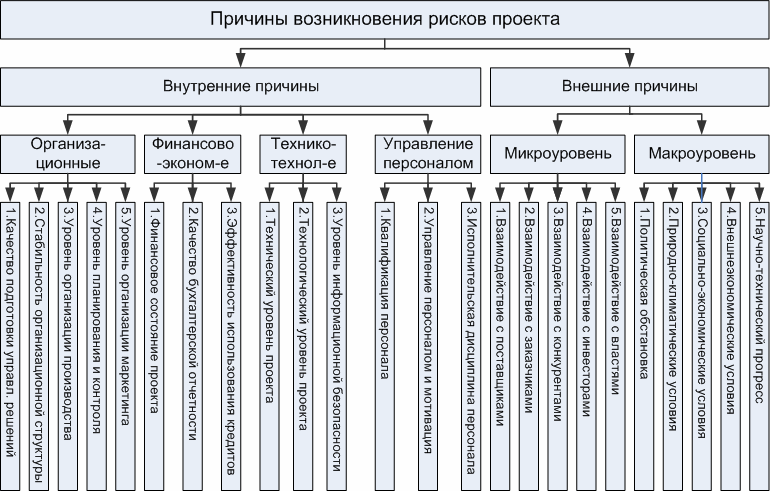 Причины возникновения рисков проекта
Внутренние причины
Внешние причины
Организа-
ционные
Финансово
-эконом-е
Технико-
технол-е
Управление
персоналом
Микроуровень
Макроуровень
1.Качество подготовки управл. решений
2 Стабильность организационной структуры
3.Уровень организации производства
4.Уровень планирования и контроля
5.Уровень организации маркетинга
1.Финансовое состояние проекта
2.Качество бухгалтерской отчетности
3.Эффективность использования кредитов
1.Технический уровень проекта
2.Технологический уровень проекта
3.Уровень информационной безопасности
1.Квалификация персонала
2.Управление персоналом и мотивация
3.Исполнительская дисциплина персонала
1.Взаимодействие с поставщиками
2.Взаимодействие с заказчиками
3.Взаимодействие с конкурентами
4.Взаимодействие с инвесторами
5.Взаимодействие с властями
1.Политическая обстановка
2.Природно-климатические условия
3.Социально-экономические условия
4.Внешнеэкономические условия
5.Научно-технический прогресс